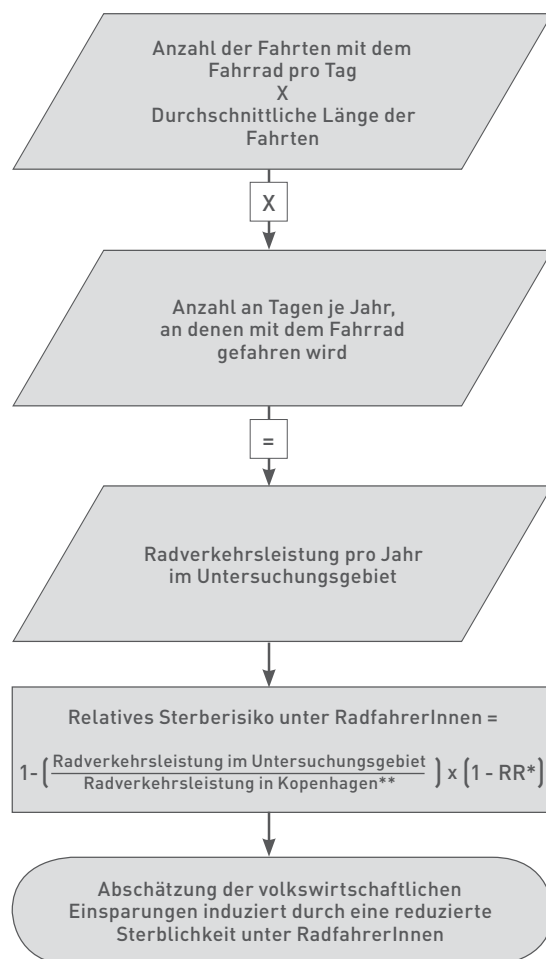 Anzahl der Fahrten mit dem
Fahrrad pro Tag
X
Durchschnittliche Länge der
Fahrten
X
Anzahl an Tagen je Jahr,
an denen mit dem Fahrrad
gefahren wird
=
Radverkehrsleistung pro Jahr
im Untersuchungsgebiet
Relatives Sterberisiko unter RadfahrerInnen =
1-(Radverkehrsleistung im Untersuchungsgebiet
Radverkehrsleistung in Kopenhagen**) x (1 - RR*)
Abschätzung der volkswirtschaftlichen
Einsparungen induziert durch eine reduzierte
Sterblichkeit unter RadfahrerInnen